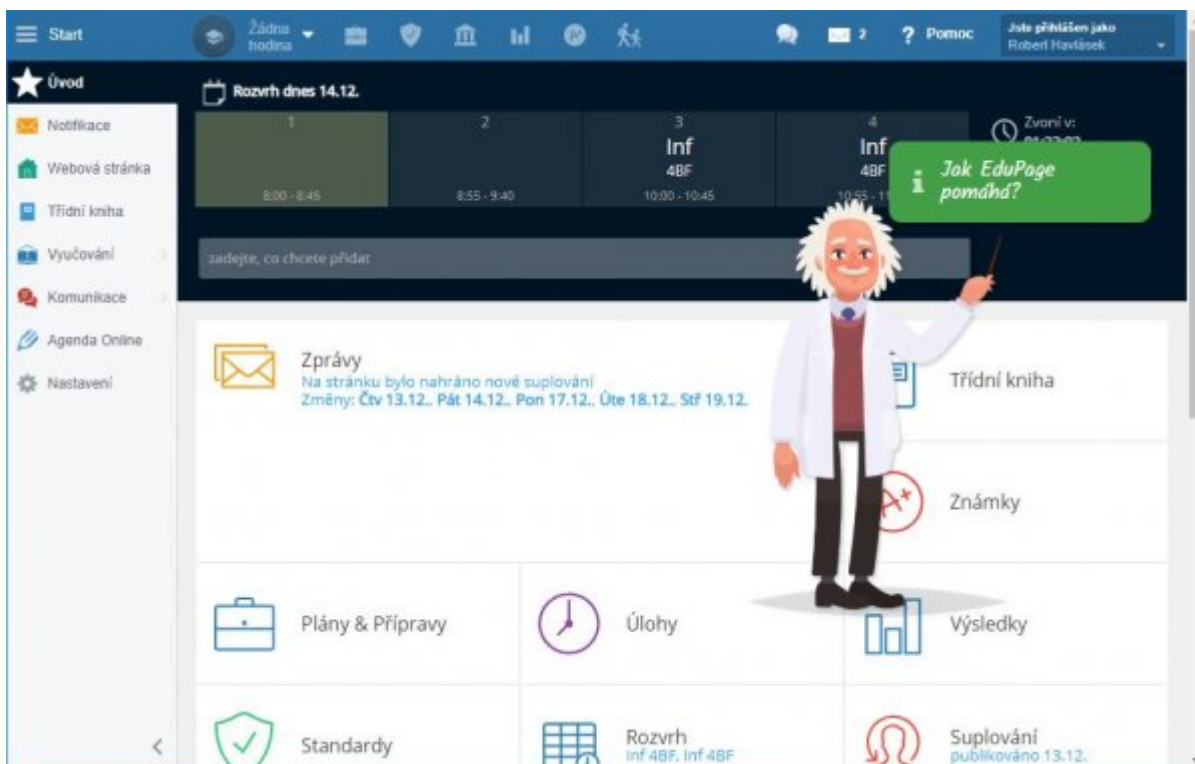 Start
Žádná
hodina
2
Pomoc
Jste přihlášen jako
Robert Havlásek
Úvod
Notifikace
Webová stránka
Třídní kniha
Vyučování
Komunikace
Agenda Online
Nastavení
Rozvrh dnes 14.12.
1
8:00 - 8:45
2
8:55 - 9:40
3
Inf
4BF
10:00 - 10:45
4
Inf
4BF
10:55 - 11
Zvoní v:
Jak EduPage
pomáhá?
zadejte, co chcete přidat
Zprávy
Na stránku bylo nahráno nové suplování
Změny: Čtv 13.12., Pát 14.12., Pon 17.12., Úte 18.12., Stř 19.12.
Třídní kniha
A+
Známky
Plány & Přípravy
Úlohy
Výsledky
Standardy
Rozvrh
Inf 4BF, Inf 4BF
Suplování
publikováno 13.12.